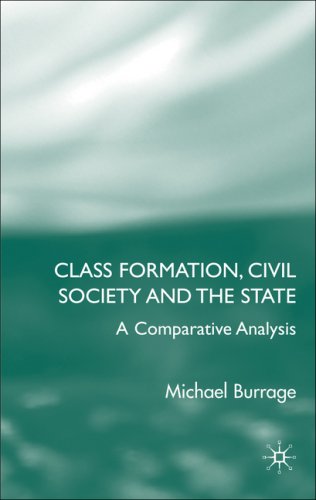 CLASS FORMATION, CIVIL
SOCIETY AND THE STATE
A Comparative Analysis
Michael Burrage